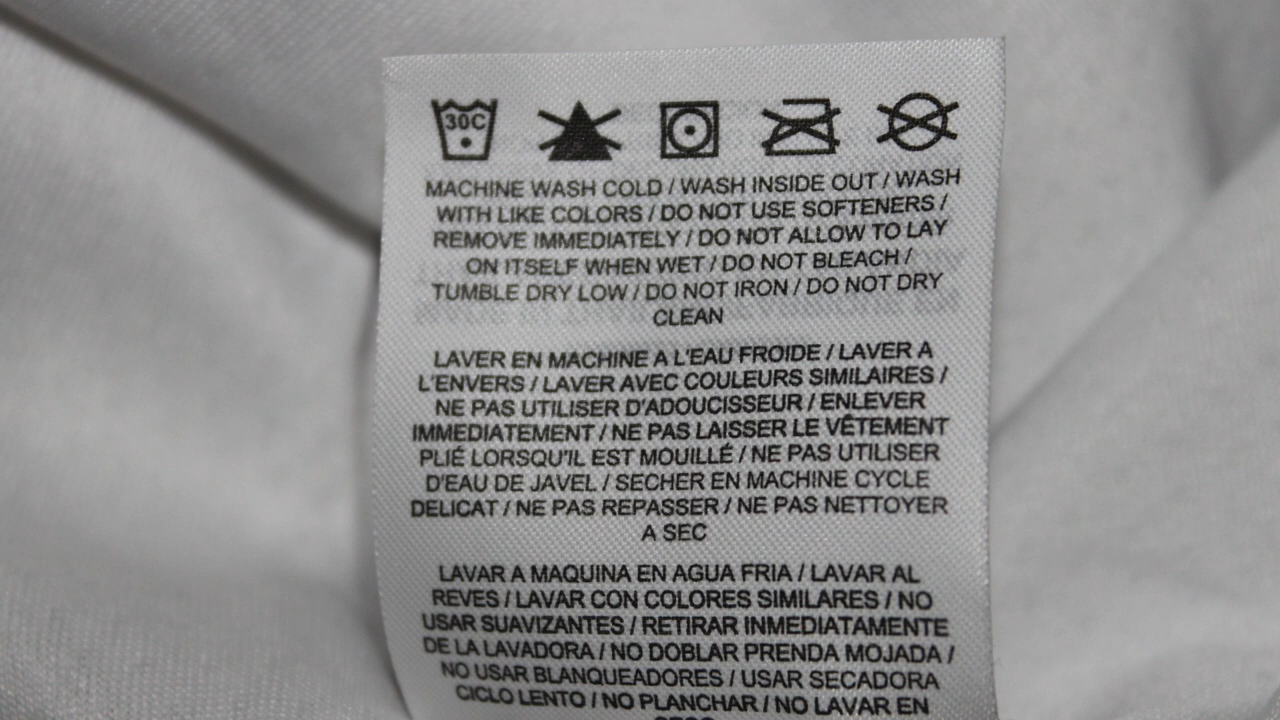 30C
MACHINE WASH COLD / WASH INSIDE OUT / WASH
WITH LIKE COLORS / DO NOT USE SOFTENERS /
REMOVE IMMEDIATELY / DO NOT ALLOW TO LAY
ON ITSELF WHEN WET / DO NOT BLEACH /
TUMBLE DRY LOW / DO NOT IRON / DO NOT DRY
CLEAN
LAVER EN MACHINE A L'EAU FROIDE / LAVER A
L'ENVERS / LAVER AVEC COULEURS SIMILAIRES /
NE PAS UTILISER D'ADOUCISSEUR / ENLEVER
IMMEDIATEMENT / NE PAS LAISSER LE VÊTEMENT
PLIÉ LORSQU'IL EST MOUILLÉ / NE PAS UTILISER
D'EAU DE JAVEL / SECHER EN MACHINE CYCLE
DELICAT / NE PAS REPASSER / NE PAS NETTOYER
A SEC
LAVAR A MAQUINA EN AGUA FRIA / LAVAR AL
REVES / LAVAR CON COLORES SIMILARES / NO
USAR SUAVIZANTES / RETIRAR INMEDIATAMENTE
DE LA LAVADORA / NO DOBLAR PRENDA MOJADA /
NO USAR BLANQUEADORES / USAR SECADORA
CICLO LENTO / NO PLANCHAR / NO LAVAR EN